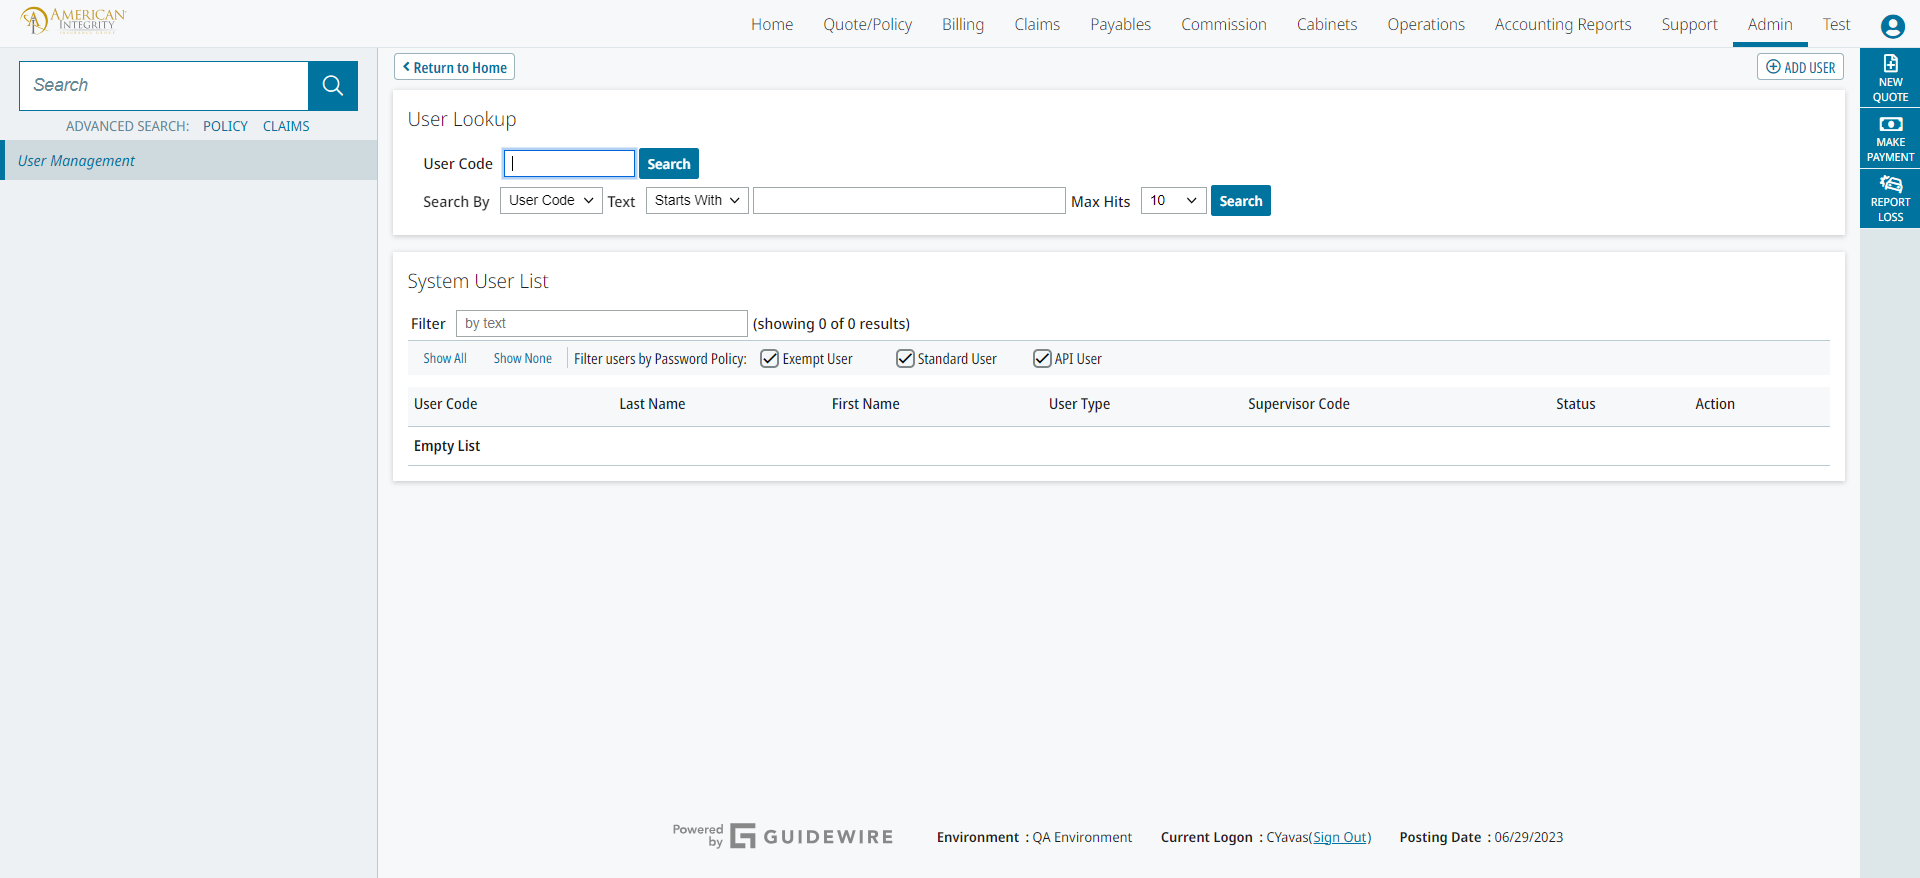 AMERICAN
INTEGRITY
Home Quote/Policy Billing Claims Payables Commission Cabinets Operations Accounting Reports Support Admin Test
Search
ADVANCED SEARCH: POLICY CLAIMS
User Management
Return to Home
ADD USER
NEW
QUOTE
MAKE
PAYMENT
REPORT
LOSS
User Lookup
User Code Search
Search By User Code Text Starts With Max Hits 10 Search
System User List
Filter by text (showing 0 of 0 results)
Show All Show None Filter users by Password Policy: Exempt User Standard User API User
User Code Last Name First Name User Type Supervisor Code Status Action
Empty List
Powered
by GUIDEWIRE
Environment : QA Environment Current Logon : CYavas(Sign Out) Posting Date : 06/29/2023